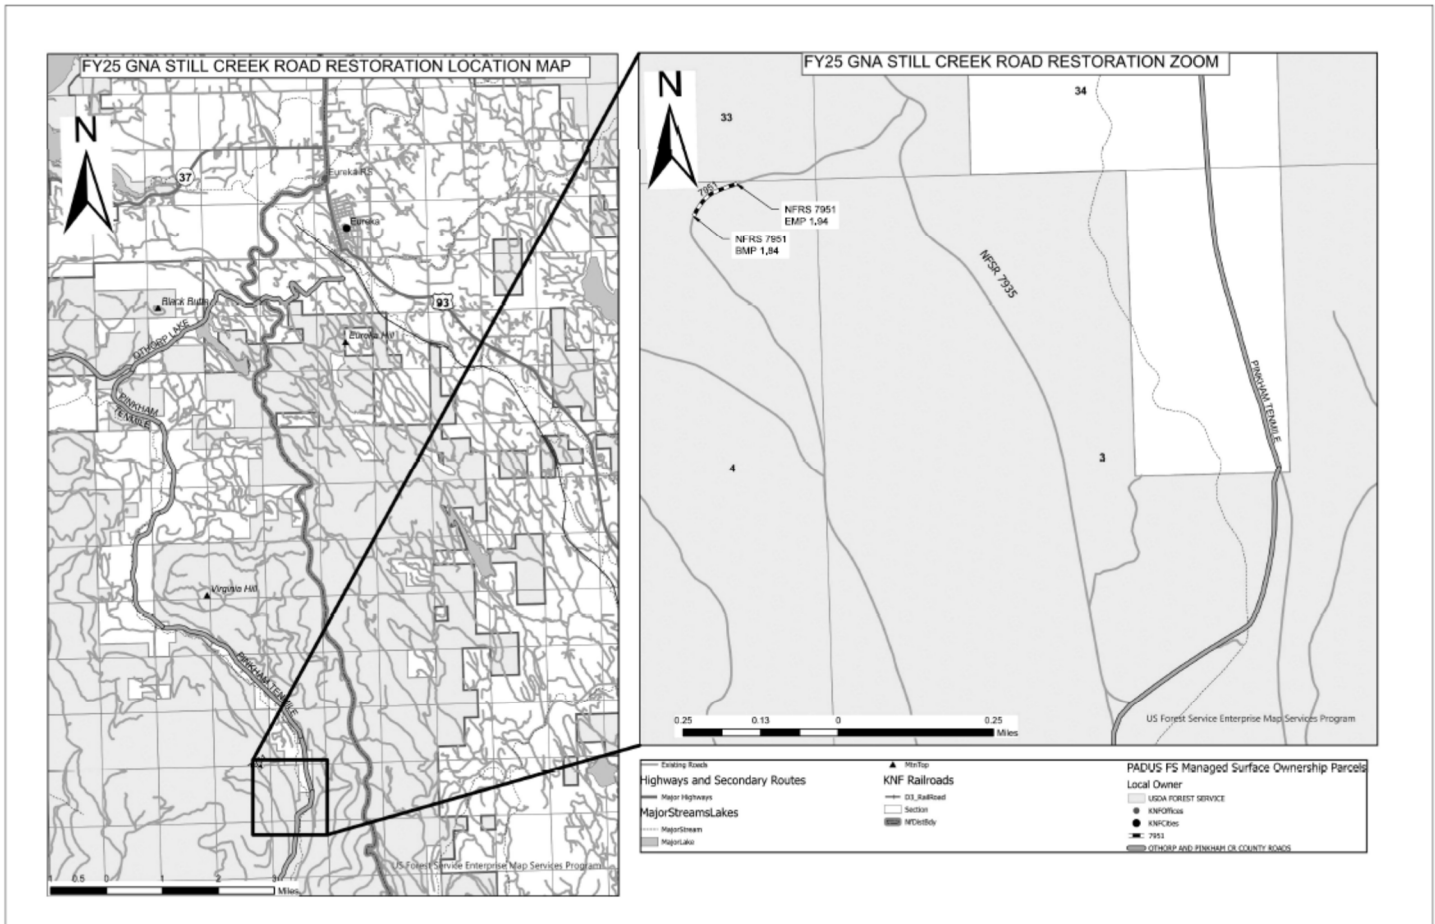 FY25 GNA STILL CREEK ROAD RESTORATION LOCATION MAP
N
37
Eureka RS
Eureka
93
Black Butte
Eureka Hill
OTHORP LAKE
PINKHAM
TENMILE
Virginia Hill
PINKHAM TENMILE
US Forest Service Enterprise Map Services Program
1 0.5 0 1 2 3
Miles
FY25 GNA STILL CREEK ROAD RESTORATION ZOOM
N
33
34
7951
NFRS 7951
EMP 1.94
NFRS 7951
BMP 1.84
NFSR 7935
PINKHAM TENMILE
4
3
US Forest Service Enterprise Map Services Program
0.25 0.13 0 0.25
Miles
Existing Roads
Highways and Secondary Routes
Major Highways
MajorStreamsLakes
MajorStream
MajorLake
MtnTop
KNF Railroads
D3_RailRoad
Section
NfDistBdy
PADUS FS Managed Surface Ownership Parcels
Local Owner
USDA FOREST SERVICE
KNFOffices
KNFCities
7951
OTHORP AND PINKHAM CR COUNTY ROADS